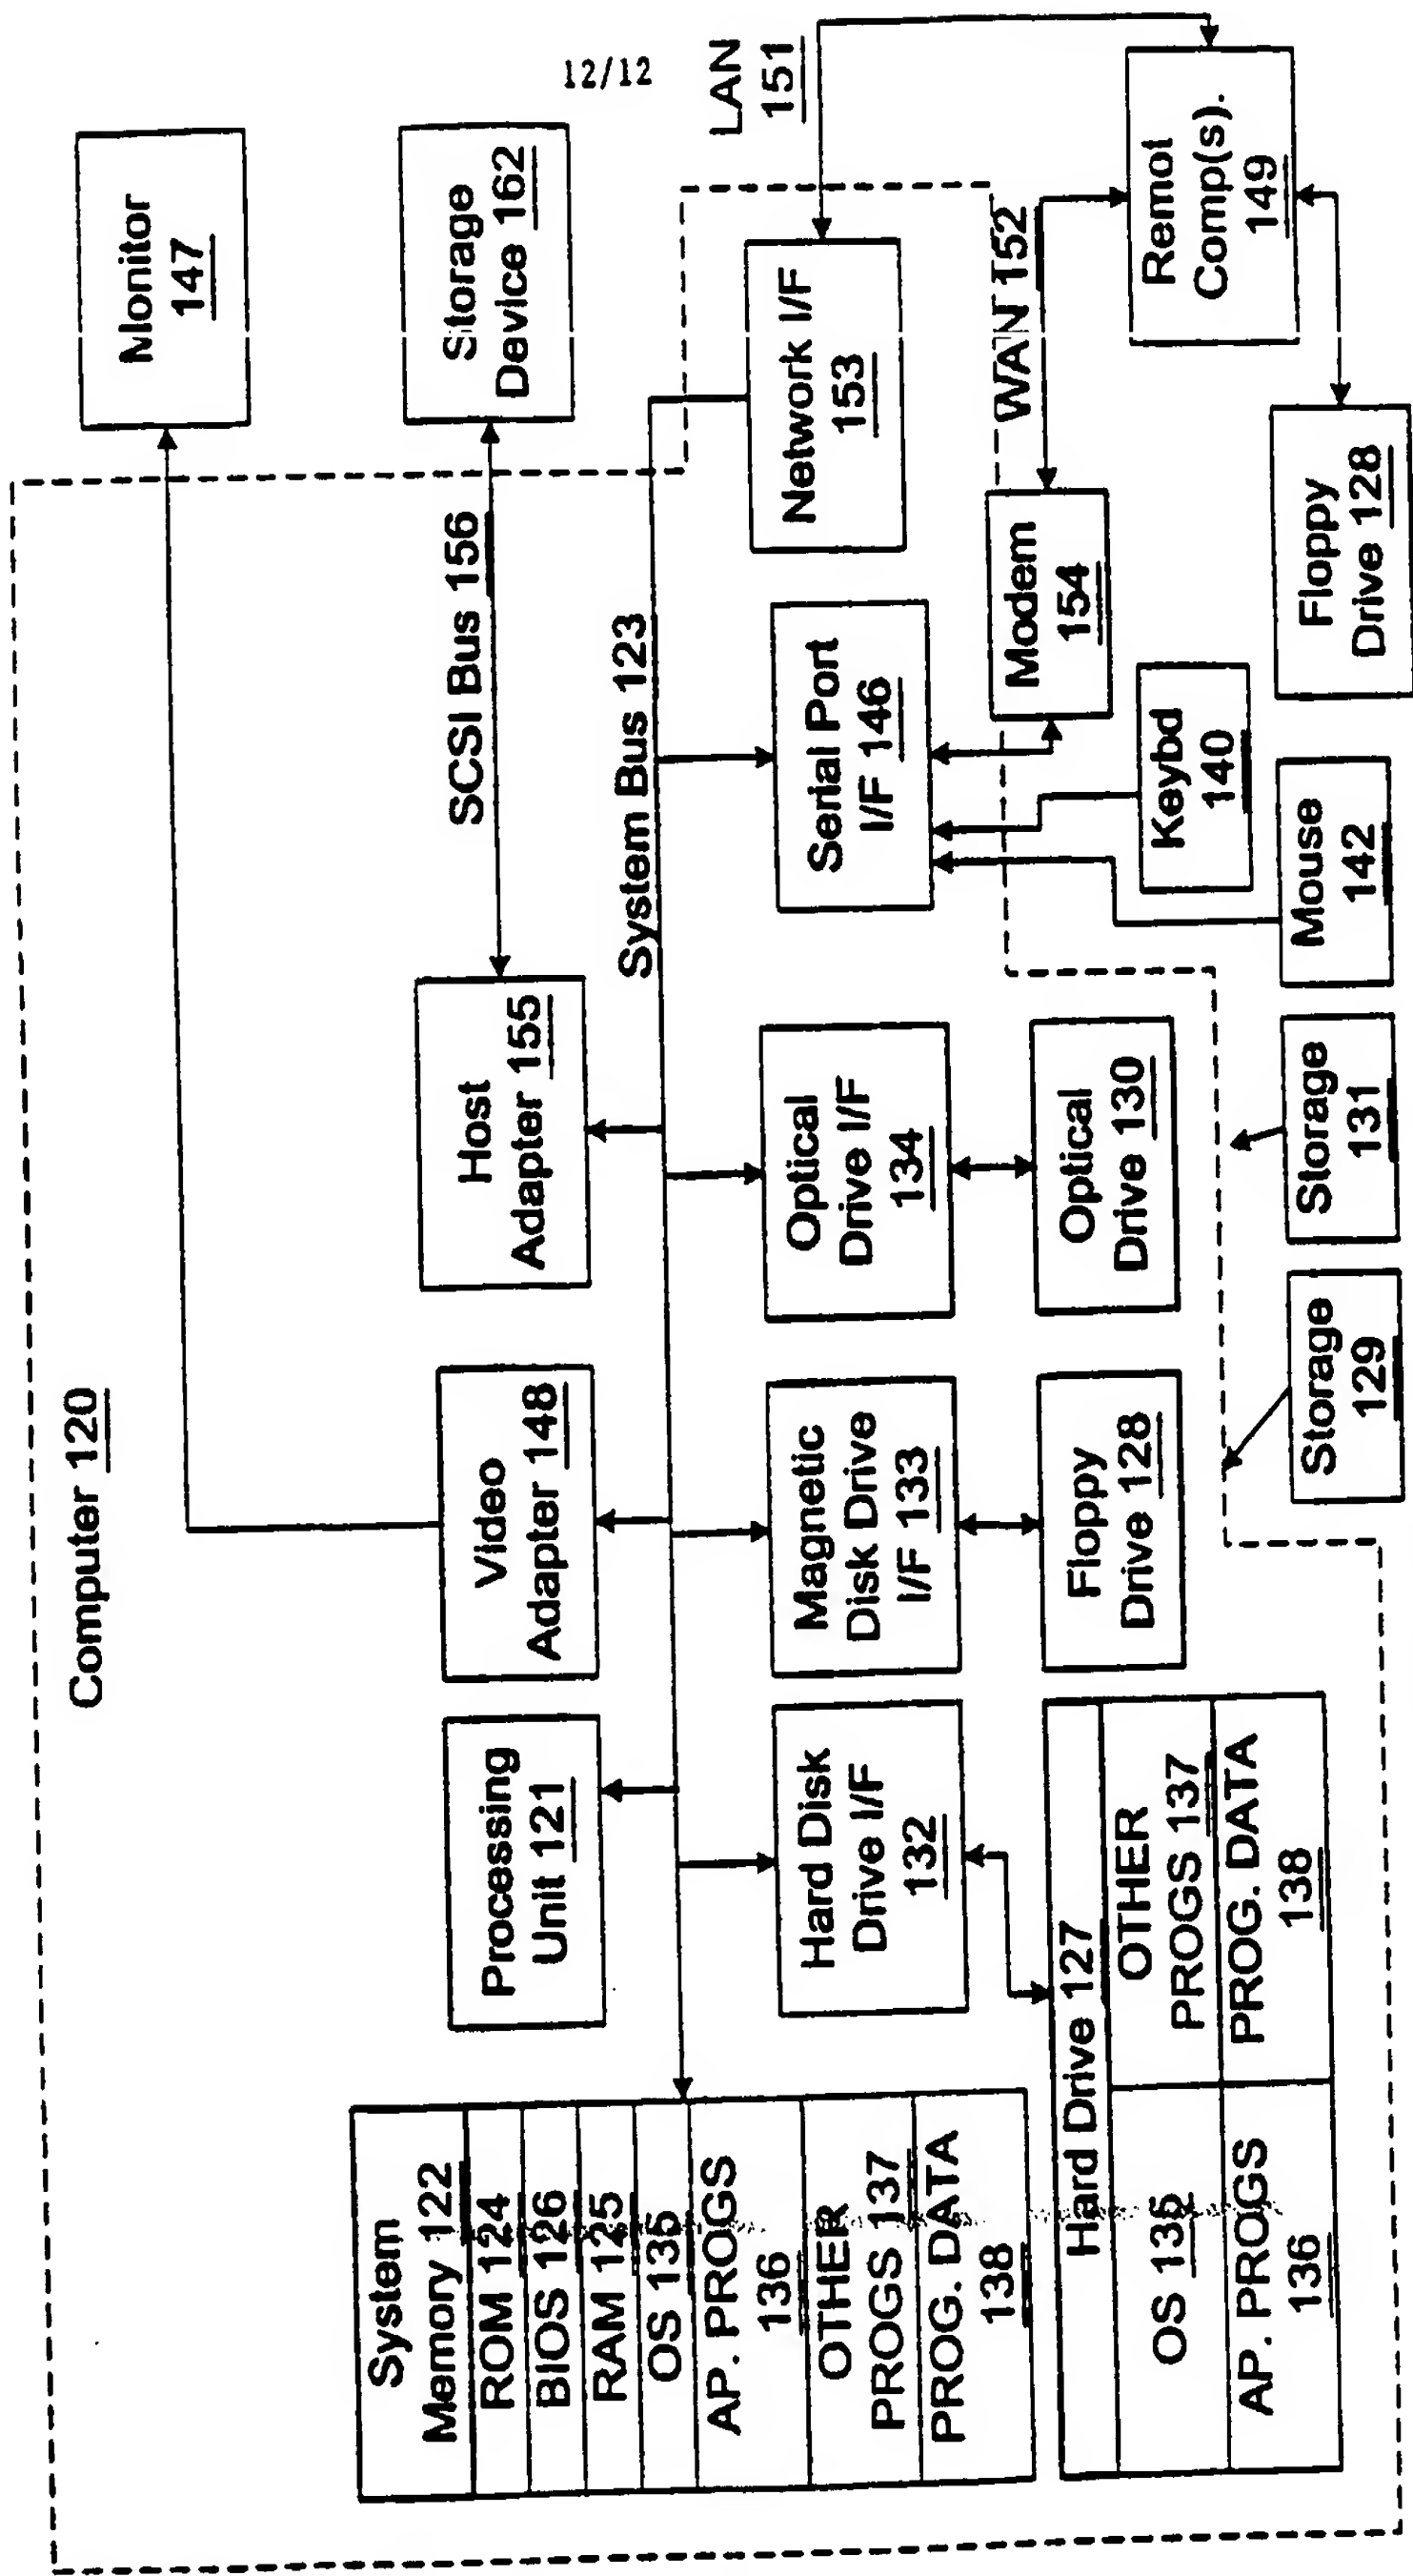 12/12
Computer 120
Monitor
147
Storage
Device 162
SCSI Bus 156
System Bus 123
LAN
151
System
Memory 122
ROM 124
BIOS 126
RAM 125
OS 135
AP. PROGS
136
OTHER
PROGS 137
PROG. DATA
138
Processing
Unit 121
Video
Adapter 148
Host
Adapter 155
Hard Disk
Drive I/F
132
Magnetic
Disk Drive
I/F 133
Optical
Drive I/F
134
Serial Port
I/F 146
Network I/F
153
Hard Drive 127
OS 135
OTHER
PROGS 137
AP. PROGS
136
PROG. DATA
138
Floppy
Drive 128
Optical
Drive 130
Modem
154
WAN 152
Keybd
140
Mouse
142
Storage
131
Storage
129
Remot
Comp(s).
149
Floppy
Drive 128